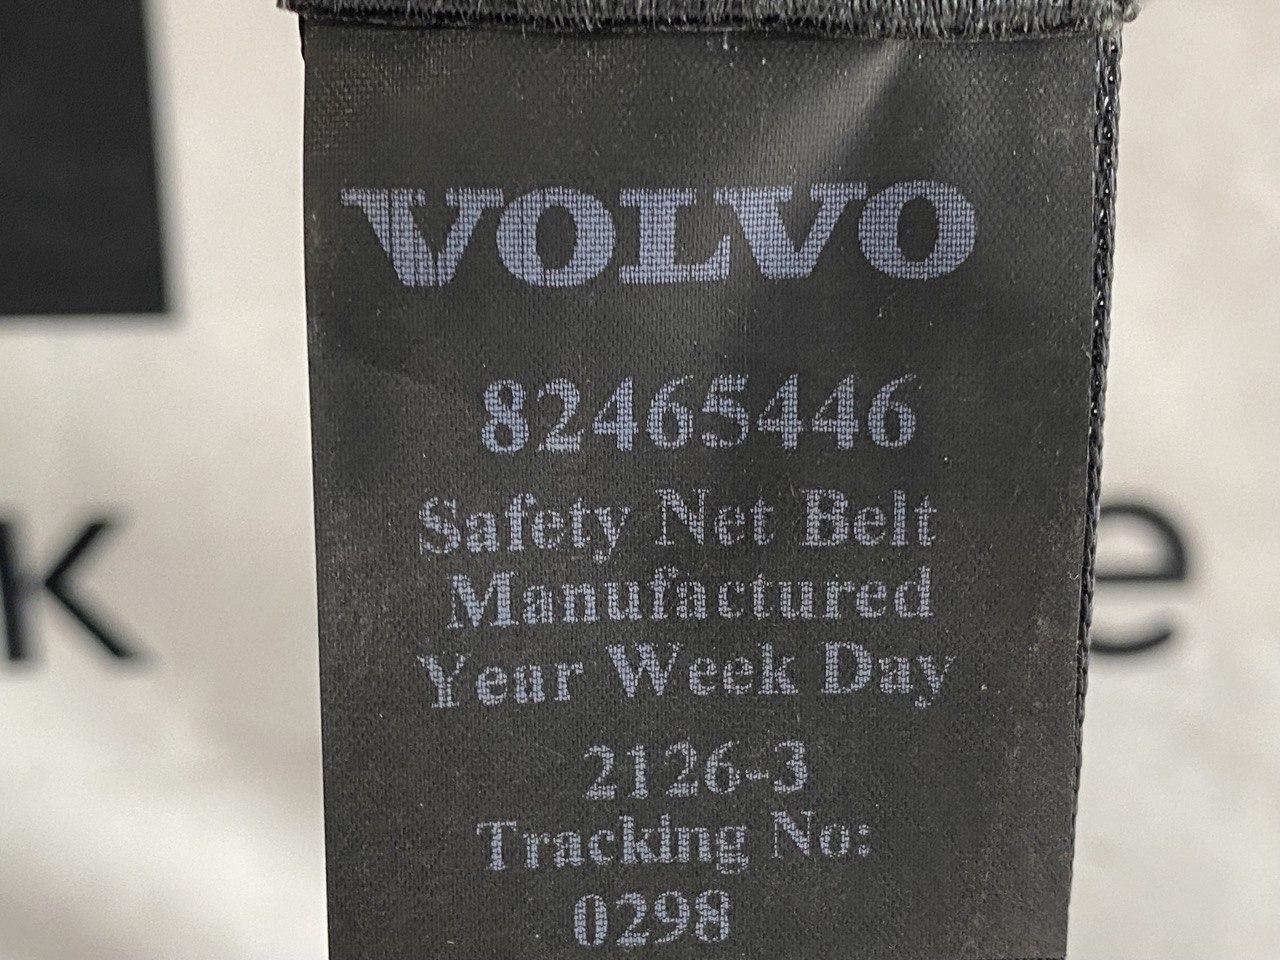 VOLVO
82465446
Safety Net Belt
Manufactured
Year Week Day
2126-3
Tracking No:
0298
k
e